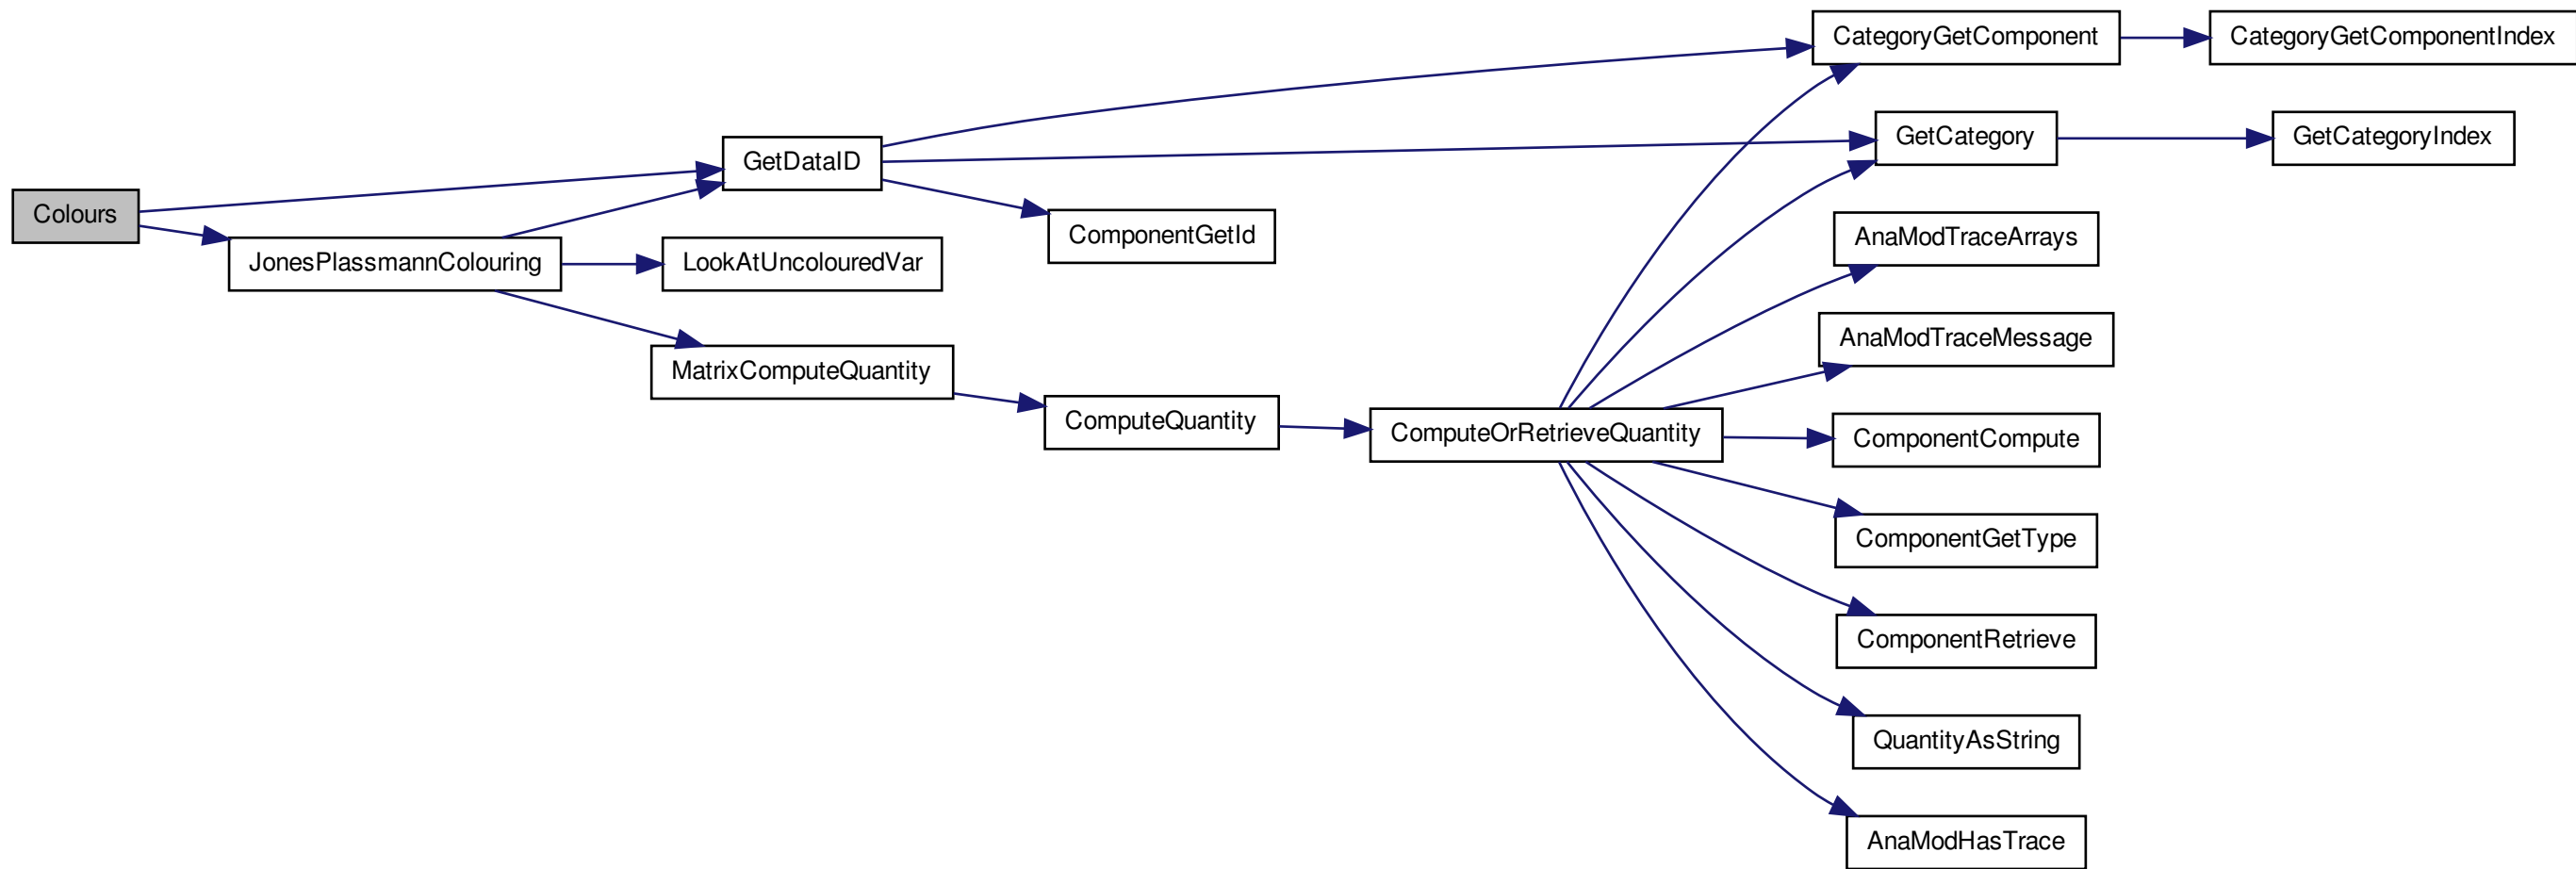 Colours
JonesPlassmannColouring
GetDataID
LookAtUncolouredVar
MatrixComputeQuantity
ComponentGetId
ComputeQuantity
ComputeOrRetrieveQuantity
CategoryGetComponent
GetCategory
AnaModTraceArrays
AnaModTraceMessage
ComponentCompute
ComponentGetType
ComponentRetrieve
QuantityAsString
AnaModHasTrace
CategoryGetComponentIndex
GetCategoryIndex